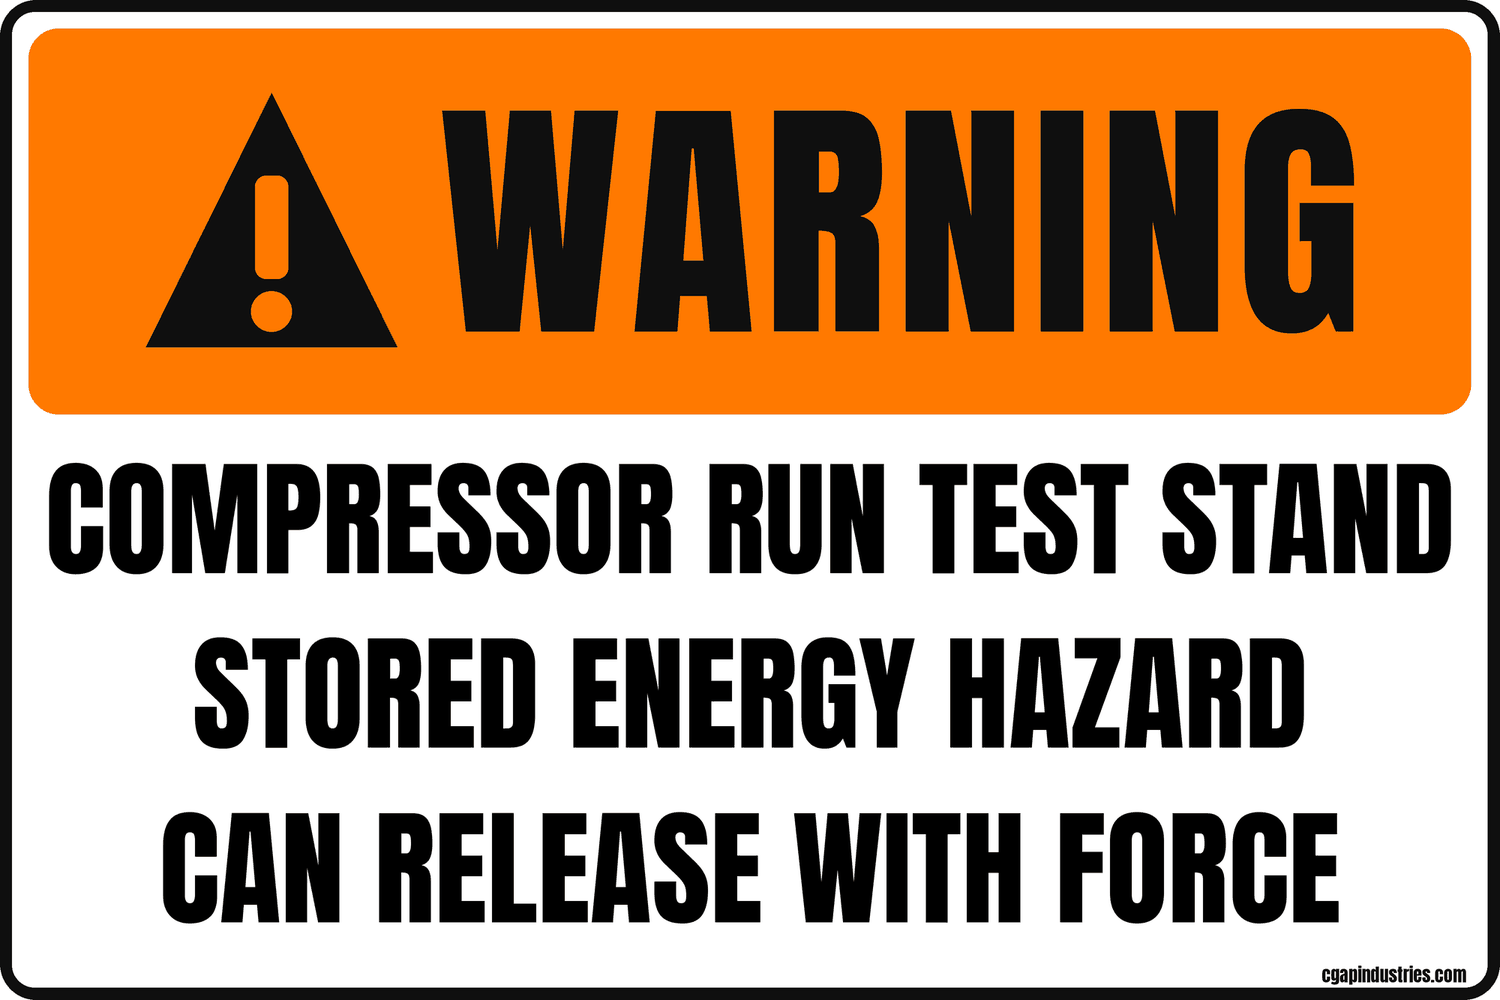 WARNING
COMPRESSOR RUN TEST STAND
STORED ENERGY HAZARD
CAN RELEASE WITH FORCE
cgapindustries.com